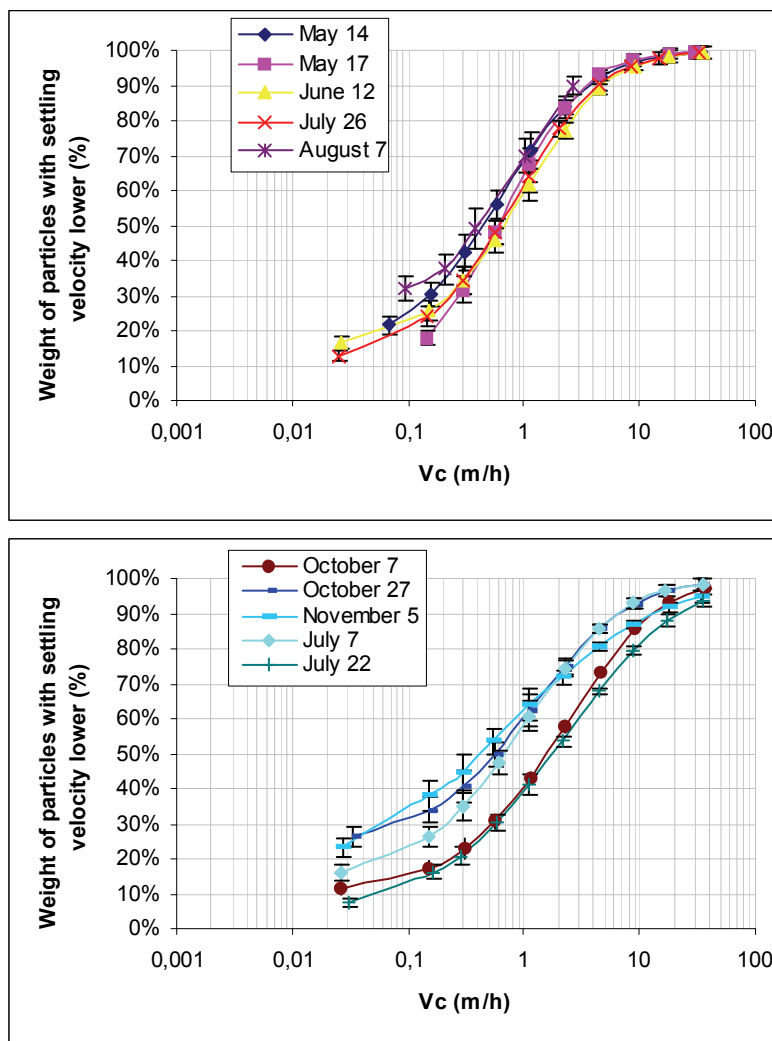 May 14
May 17
June 12
July 26
August 7
Weight of particles with settling
velocity lower (%)
100%
90%
80%
70%
60%
50%
40%
30%
20%
10%
0%
0,001 0,01 0,1 1 10 100
Vc (m/h)
October 7
October 27
November 5
July 7
July 22
Weight of particles with settling
velocity lower (%)
100%
90%
80%
70%
60%
50%
40%
30%
20%
10%
0%
0,001 0,01 0,1 1 10 100
Vc (m/h)